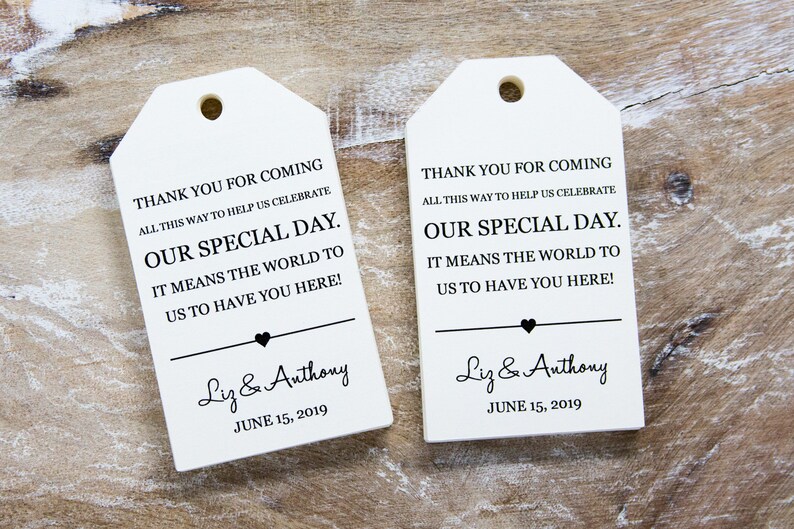 THANK YOU FOR COMING
ALL THIS WAY TO HELP US CELEBRATE
OUR SPECIAL DAY.
IT MEANS THE WORLD TO
US TO HAVE YOU HERE!
Liz & Anthony
JUNE 15, 2019
THANK YOU FOR COMING
ALL THIS WAY TO HELP US CELEBRATE
OUR SPECIAL DAY.
IT MEANS THE WORLD TO
US TO HAVE YOU HERE!
Liz & Anthony
JUNE 15, 2019